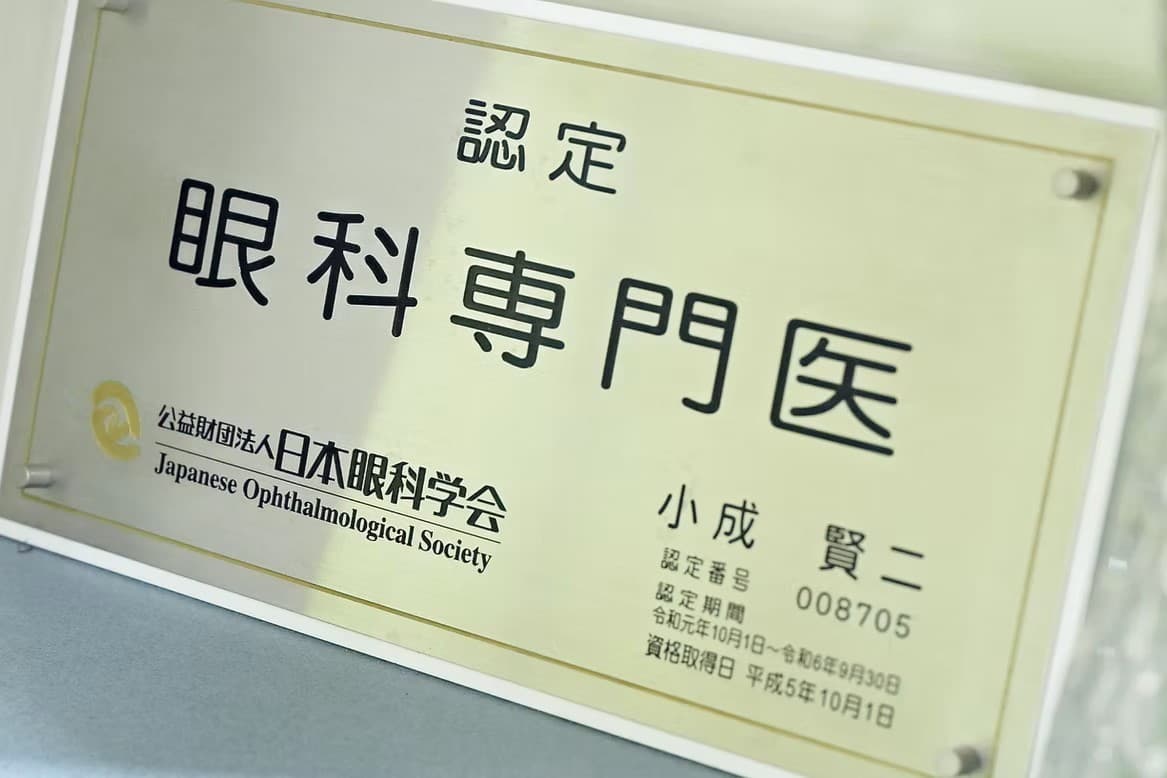 認定
眼科専門医
公益財団法人日本眼科学会
Japanese Ophthalmological Society
小成 賢二
認定番号 008705
認定期間
令和元年10月1日~令和6年9月30日
資格取得日 平成5年10月1日